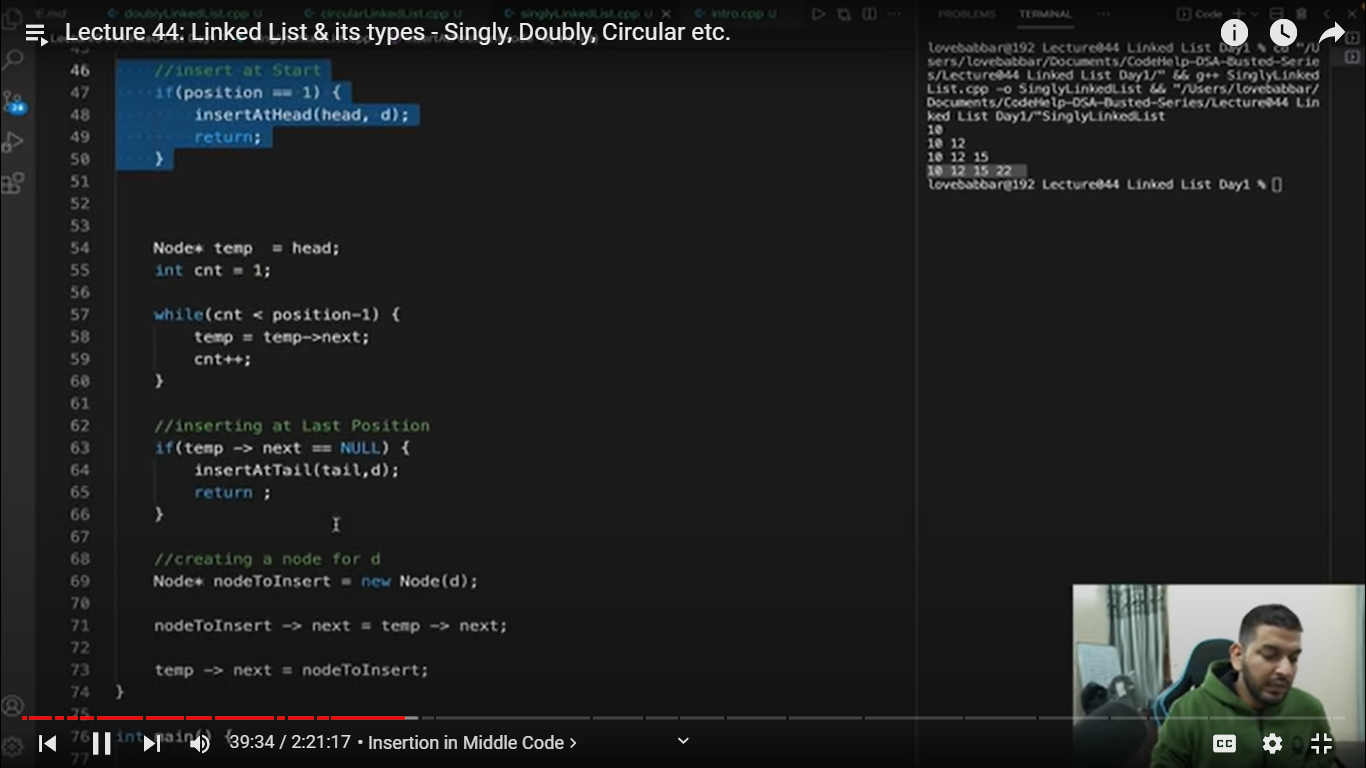 doublyLinkedList.cpp U
circularLinkedList.cpp U
singlyLinkedList.cpp U
intro.cpp U
PROBLEMS
TERMINAL
Code
Lecture 44: Linked List & its types - Singly, Doubly, Circular etc.
46 //insert at Start
47 if(position == 1) {
48 insertAtHead(head, d);
49 return;
50 }
51
52
53
54 Node* temp  = head;
55 int cnt = 1;
56
57 while(cnt < position-1) {
58 temp = temp->next;
59 cnt++;
60 }
61
62 //inserting at Last Position
63 if(temp -> next == NULL) {
64 insertAtTail(tail,d);
65 return ;
66 }
67
68 //creating a node for d
69 Node* nodeToInsert = new Node(d);
70
71 nodeToInsert -> next = temp -> next;
72
73 temp -> next = nodeToInsert;
74 }
75
76 int main() {
77
lovebabbar@192 Lecture044 Linked List Day1 % cd "/U
sers/lovebabbar/Documents/CodeHelp-DSA-Busted-Serie
s/Lecture044 Linked List Day1/" && g++ SinglyLinked
List.cpp -o SinglyLinkedList && "/Users/lovebabbar/
Documents/CodeHelp-DSA-Busted-Series/Lecture044 Lin
ked List Day1/"SinglyLinkedList
10
10 12
10 12 15
10 12 15 22
lovebabbar@192 Lecture044 Linked List Day1 %
39:34 / 2:21:17 • Insertion in Middle Code >
CC